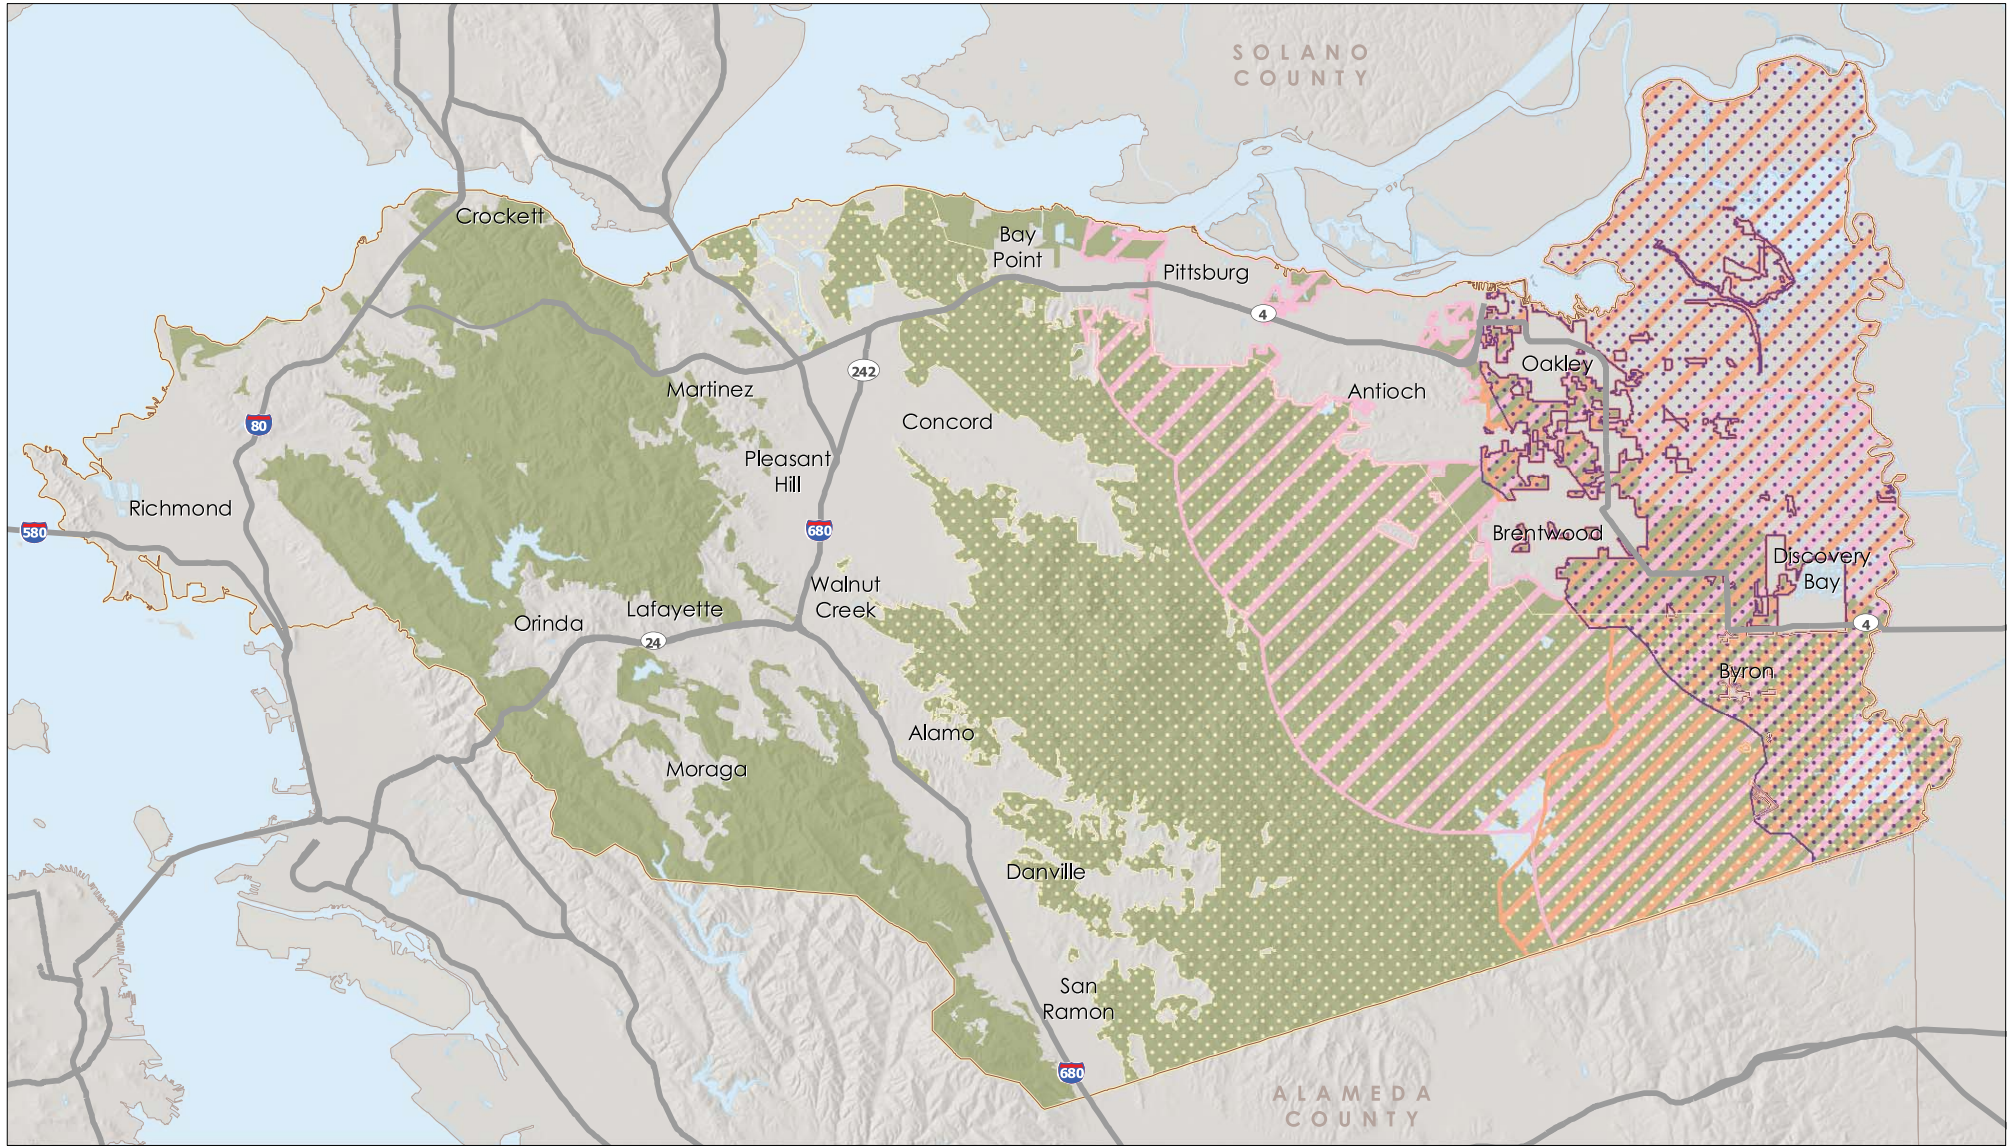 SOLANO
COUNTY
Crockett
Bay
Point
Pittsburg
4
242
Martinez
Oakley
Antioch
80
Concord
Pleasant
Hill
Richmond
580
680
Brentwood
Discovery
Bay
Walnut
Creek
Lafayette
Orinda
24
4
Byron
Alamo
Moraga
Danville
San
Ramon
680
ALAMEDA
COUNTY